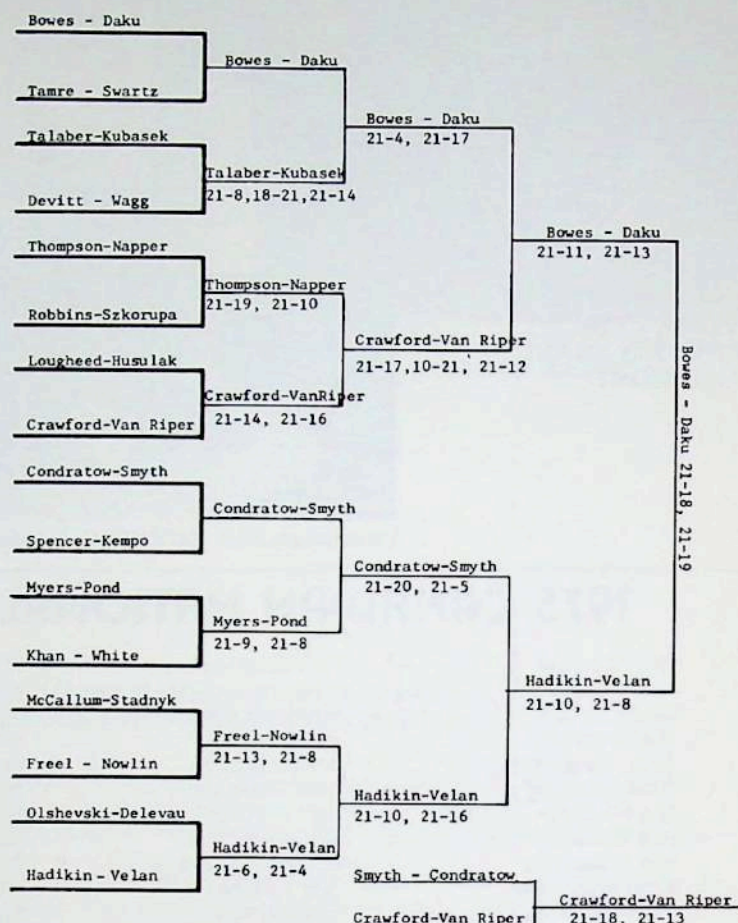 Bowes - Daku
Tamre - Swartz
Talaber-Kubasek
Devitt - Wagg
Thompson-Napper
Robbins-Szkorupa
Lougheed-Husulak
Crawford-Van Riper
Condratow-Smyth
Spencer-Kempo
Myers-Pond
Khan - White
McCallum-Stadnyk
Freel - Nowlin
Olshevski-Delevau
Hadikin - Velan
Bowes - Daku
Talaber-Kubasek
21-8,18-21,21-14
Thompson-Napper
21-19, 21-10
Crawford-VanRiper
21-14, 21-16
Condratow-Smyth
Myers-Pond
21-9, 21-8
Freel-Nowlin
21-13, 21-8
Hadikin-Velan
21-6, 21-4
Bowes - Daku
21-4, 21-17
Crawford-Van Riper
21-17,10-21, 21-12
Condratow-Smyth
21-20, 21-5
Hadikin-Velan
21-10, 21-16
Bowes - Daku
21-11, 21-13
Hadikin-Velan
21-10, 21-8
Bowes - Daku 21-18, 21-19
Smyth - Condratow
Crawford-Van Riper
Crawford-Van Riper
21-18, 21-13